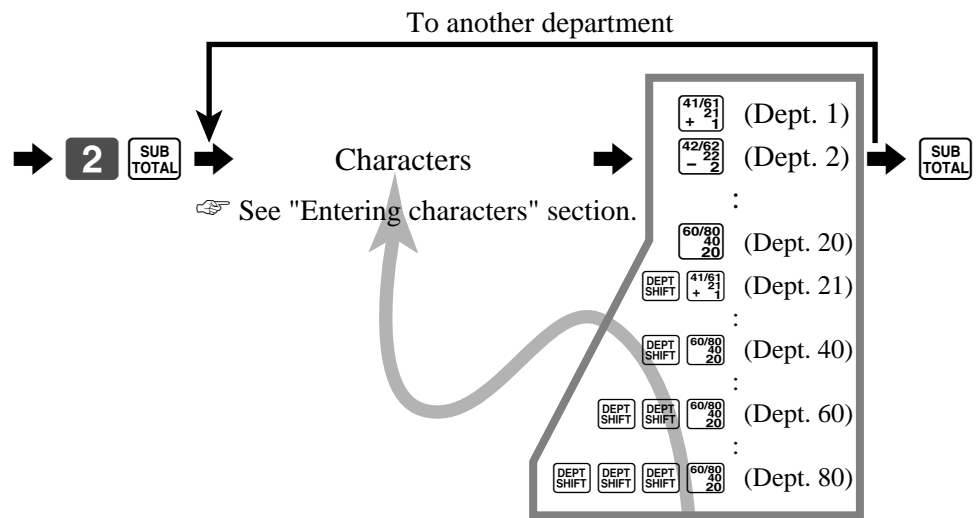 To another department
41/61
21
+ 1
(Dept. 1)
2
SUB
TOTAL
Characters
42/62
22
− 2
(Dept. 2)
SUB
TOTAL
☞ See "Entering characters" section.
:
60/80
40
20
(Dept. 20)
DEPT
SHIFT
41/61
21
+ 1
(Dept. 21)
:
DEPT
SHIFT
60/80
40
20
(Dept. 40)
:
DEPT
SHIFT
DEPT
SHIFT
60/80
40
20
(Dept. 60)
:
DEPT
SHIFT
DEPT
SHIFT
DEPT
SHIFT
60/80
40
20
(Dept. 80)